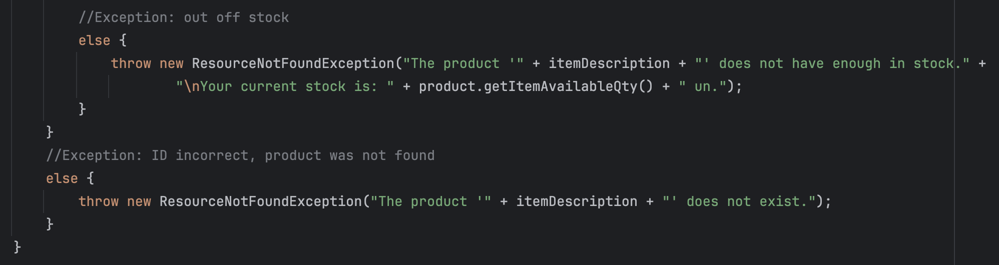 //Exception: out off stock
else {
throw new ResourceNotFoundException("The product '" + itemDescription + "' does not have enough in stock." +
"\nYour current stock is: " + product.getItemAvailableQty() + " un.");
}
}
//Exception: ID incorrect, product was not found
else {
throw new ResourceNotFoundException("The product '" + itemDescription + "' does not exist.");
}
}